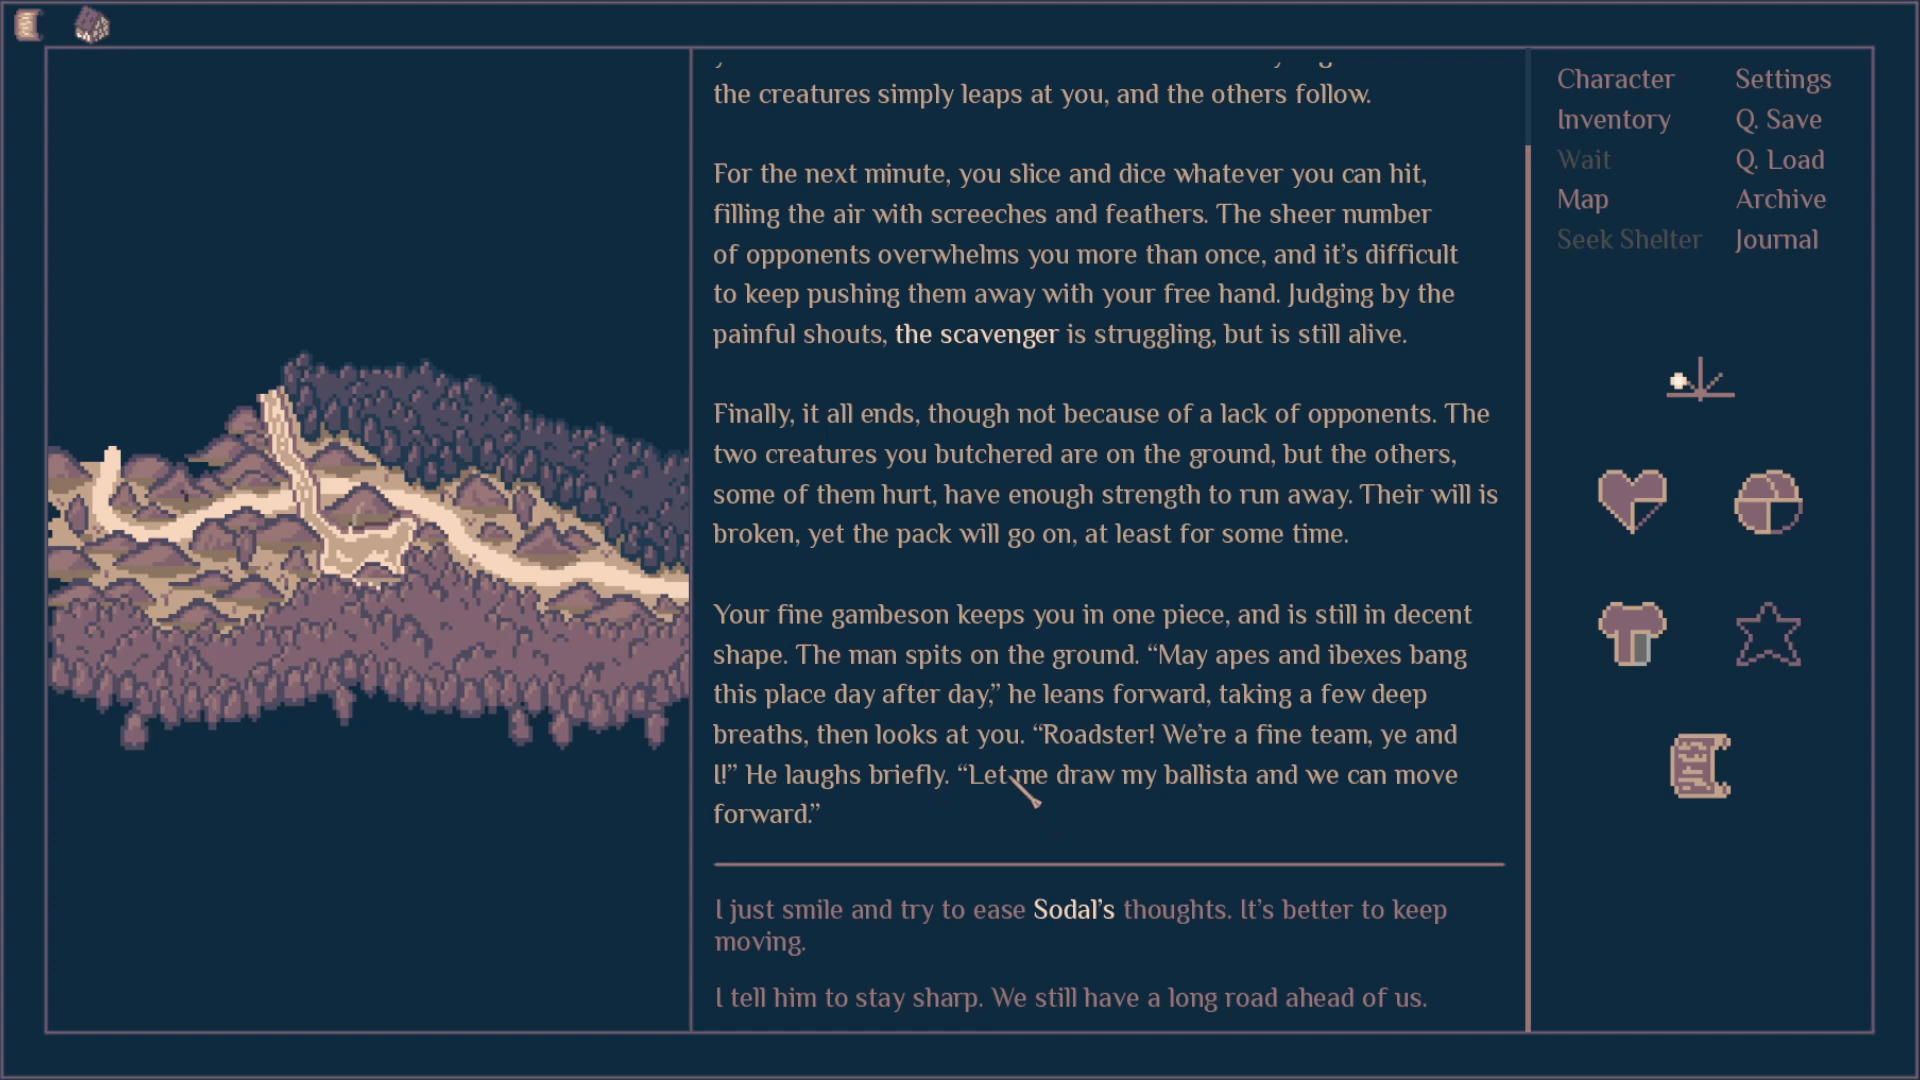 the creatures simply leaps at you, and the others follow.
For the next minute, you slice and dice whatever you can hit,
filling the air with screeches and feathers. The sheer number
of opponents overwhelms you more than once, and it’s difficult
to keep pushing them away with your free hand. Judging by the
painful shouts, the scavenger is struggling, but is still alive.
Finally, it all ends, though not because of a lack of opponents. The
two creatures you butchered are on the ground, but the others,
some of them hurt, have enough strength to run away. Their will is
broken, yet the pack will go on, at least for some time.
Your fine gambeson keeps you in one piece, and is still in decent
shape. The man spits on the ground. “May apes and ibexes bang
this place day after day,” he leans forward, taking a few deep
breaths, then looks at you. “Roadster! We’re a fine team, ye and
I!” He laughs briefly. “Let me draw my ballista and we can move
forward.”
I just smile and try to ease Sodal’s thoughts. It’s better to keep
moving.
I tell him to stay sharp. We still have a long road ahead of us.
Character
Settings
Inventory
Q. Save
Wait
Q. Load
Map
Archive
Seek Shelter
Journal